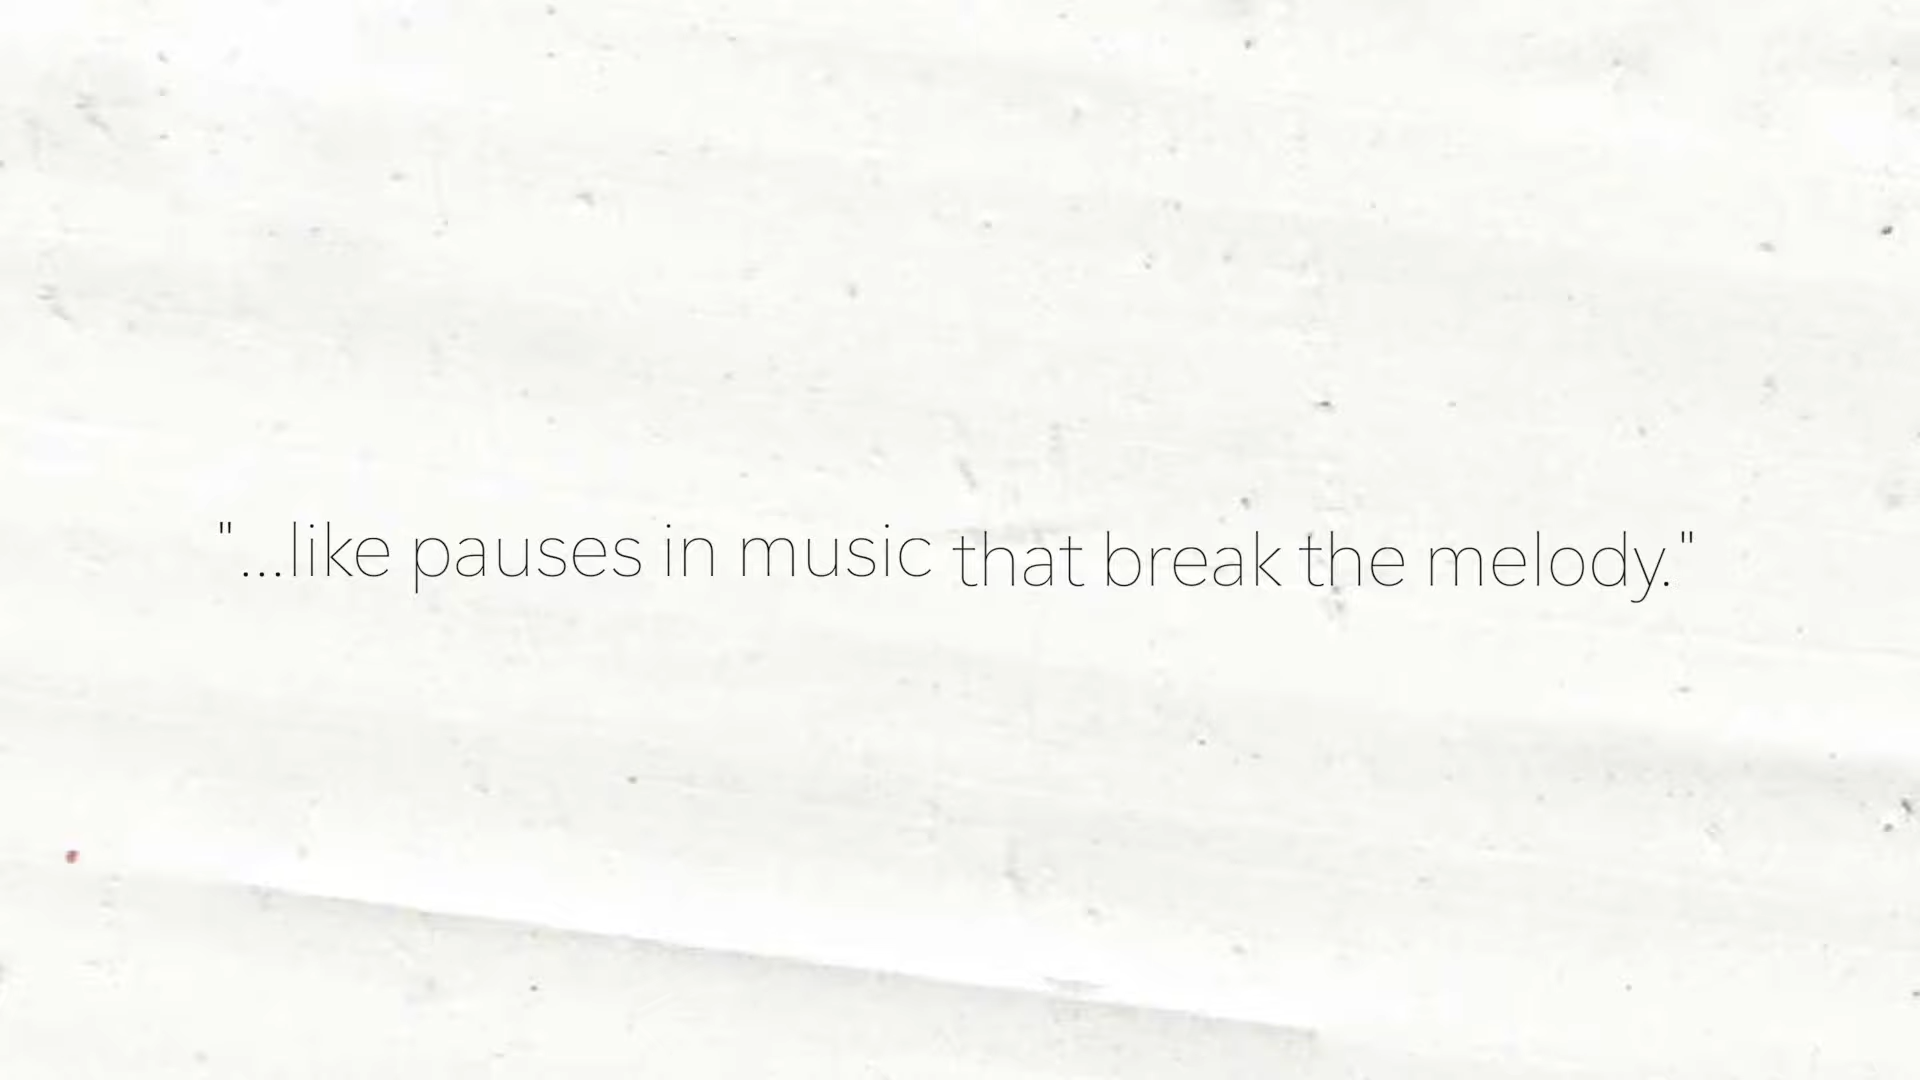 "...like pauses in music that break the melody."